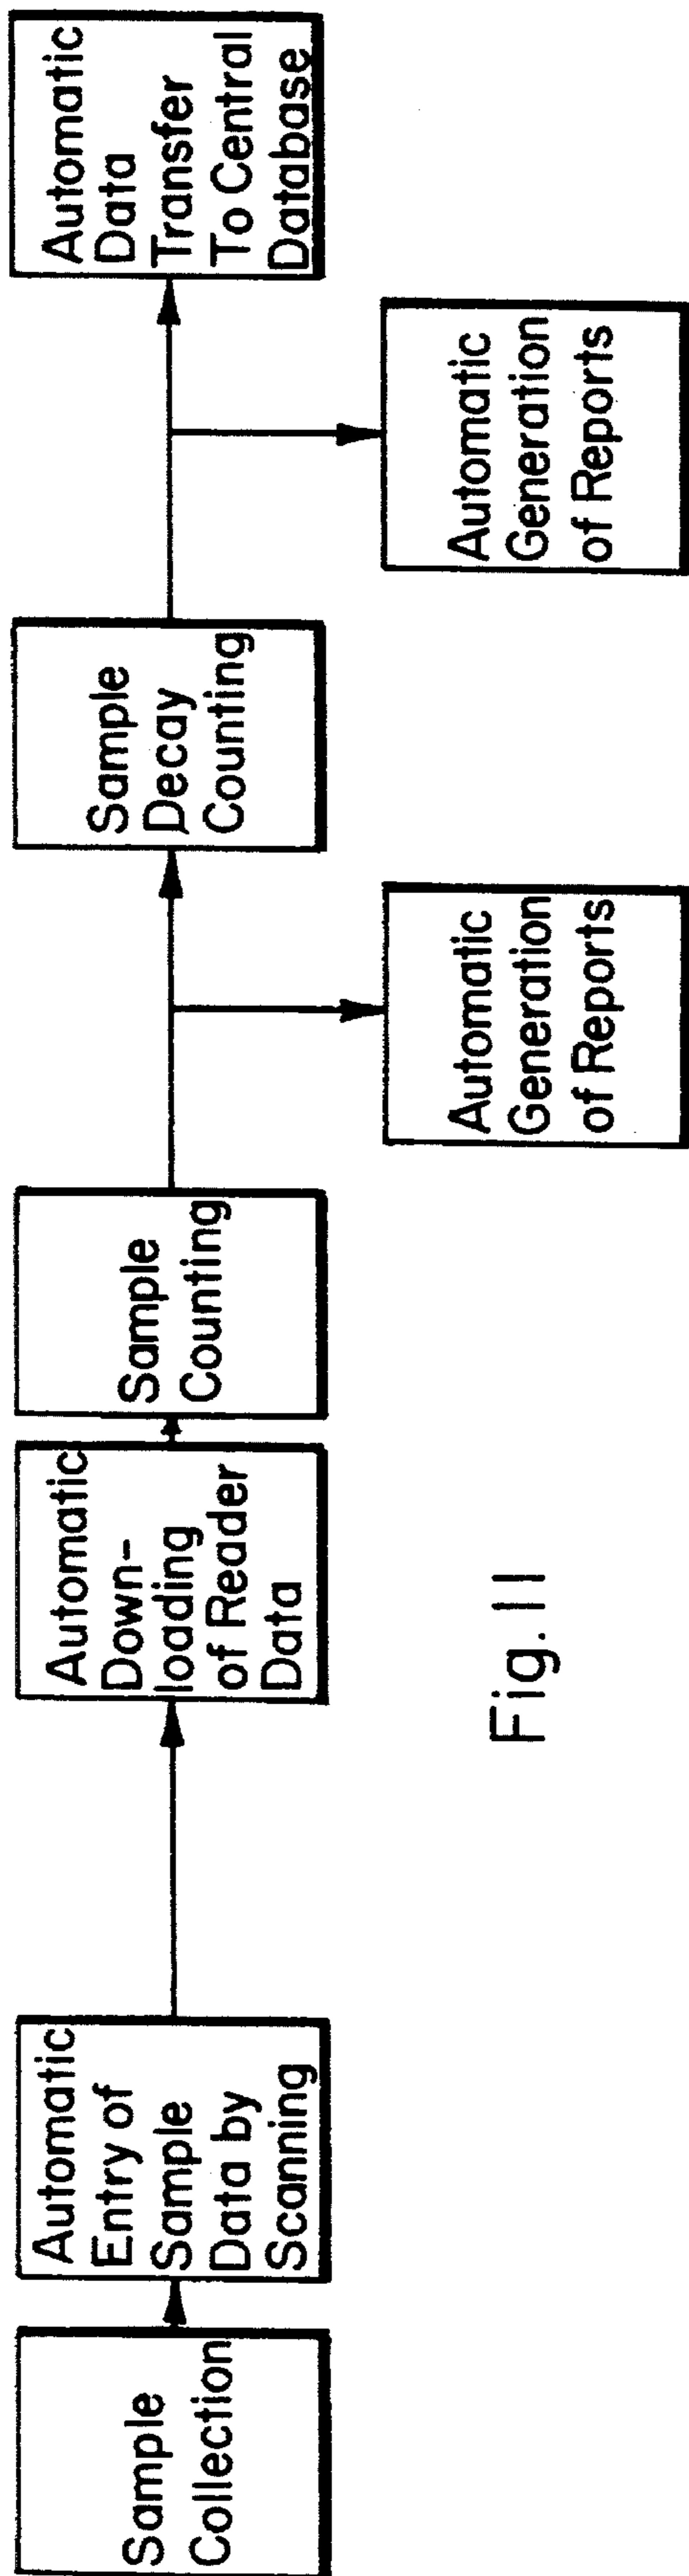 Sample
Collection
Automatic
Entry of
Sample
Data by
Scanning
Automatic
Down-
loading
of Reader
Data
Sample
Counting
Automatic
Generation
of Reports
Sample
Decay
Counting
Automatic
Generation
of Reports
Automatic
Data
Transfer
To Central
Database
Fig. 11